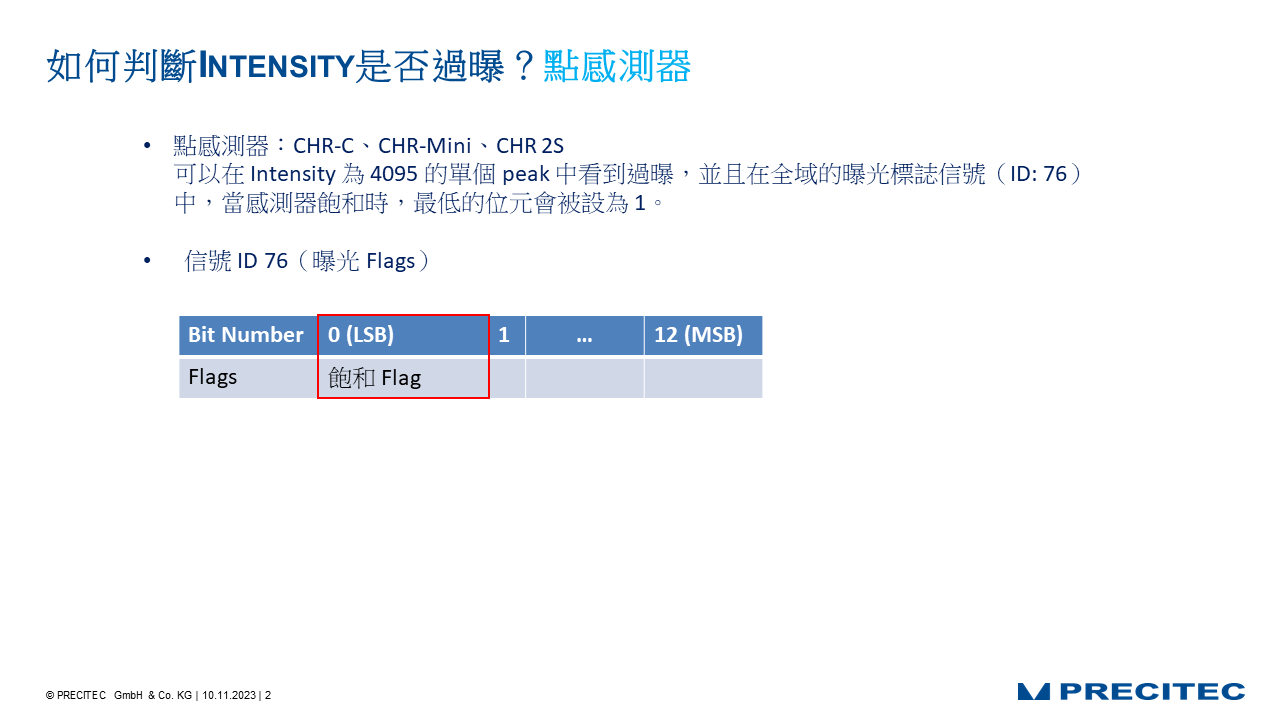 如何判斷INTENSITY是否過曝？點感測器
• 點感測器：CHR-C、CHR-Mini、CHR 2S
可以在 Intensity 為 4095 的單個 peak 中看到過曝，並且在全域的曝光標誌信號（ID: 76）
中，當感測器飽和時，最低的位元會被設為 1。
• 信號 ID 76（曝光 Flags）
Bit Number 0 (LSB) 1 … 12 (MSB)
Flags 飽和 Flag
© PRECITEC GmbH & Co. KG | 10.11.2023 | 2
PRECITEC